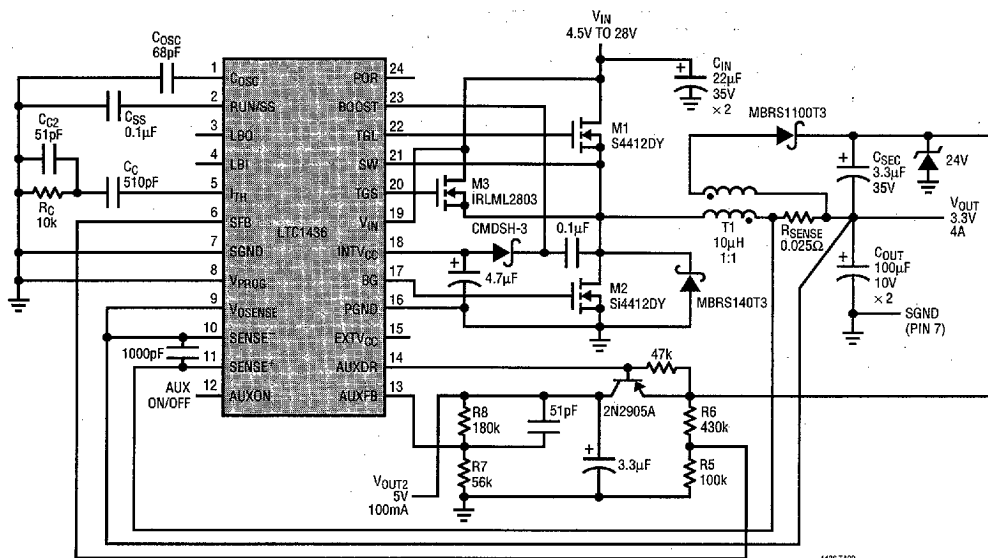 COSC
68pF
CSS
0.1µF
CC2
51pF
CC
510pF
RC
10k
1000pF
AUX
ON/OFF
1
2
3
4
5
6
7
8
9
10
11
12
COSC
RUN/SS
LBO
LBI
ITH
SFB
SGND
VPROG
VOSENSE
SENSE–
SENSE+
AUXON
LTC1436
POR
BOOST
TGL
SW
TGS
VIN
INTVCC
BG
PGND
EXTVCC
AUXDR
AUXFB
24
23
22
21
20
19
18
17
16
15
14
13
VIN
4.5V TO 28V
+
CIN
22µF
35V
× 2
M1
S4412DY
M3
IRLML2803
CMDSH-3
0.1µF
+
4.7µF
M2
Si4412DY
MBRS140T3
MBRS1100T3
+
CSEC
3.3µF
35V
24V
T1
10µH
1:1
RSENSE
0.025Ω
VOUT
3.3V
4A
+
COUT
100µF
10V
× 2
SGND
(PIN 7)
47k
2N2905A
R8
180k
51pF
R7
56k
+
3.3µF
R6
430k
R5
100k
VOUT2
5V
100mA